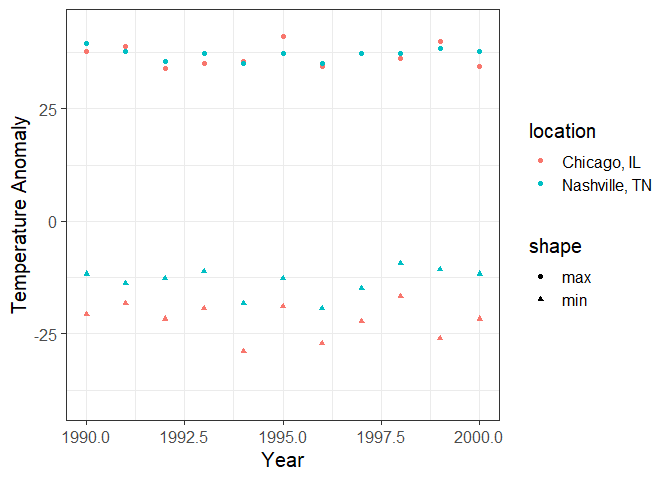 Temperature Anomaly
25
0
-25
1990.0 1992.5 1995.0 1997.5 2000.0
Year
location
Chicago, IL
Nashville, TN
shape
max
min